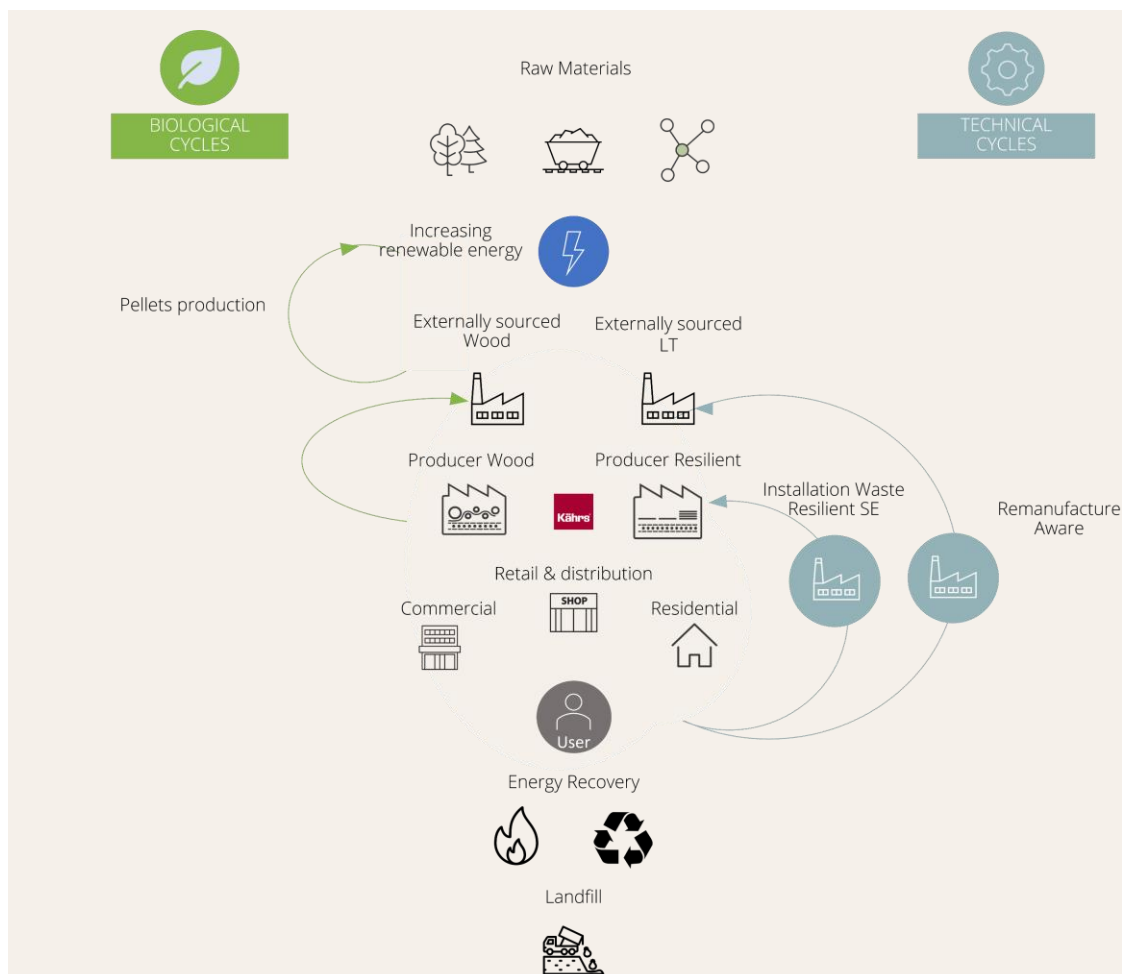 Raw Materials
BIOLOGICAL
CYCLES
TECHNICAL
CYCLES
Increasing
renewable energy
Pellets production
Externally sourced
Wood
Externally sourced
LT
Producer Wood
Producer Resilient
Kährs
Installation Waste
Resilient SE
Remanufacture
Aware
Retail & distribution
SHOP
Commercial
Residential
User
Energy Recovery
Landfill